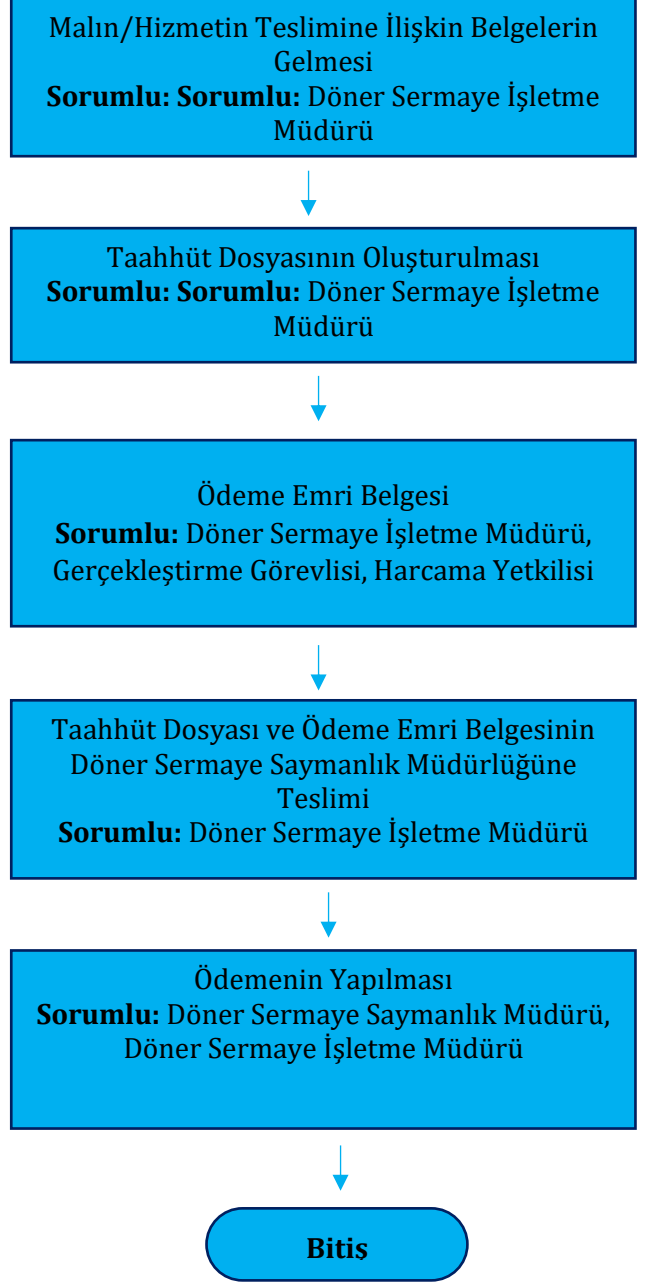 Malın/Hizmetin Teslimine İlişkin Belgelerin
Gelmesi
Sorumlu: Sorumlu: Döner Sermaye İşletme
Müdürü
Taahhüt Dosyasının Oluşturulması
Sorumlu: Sorumlu: Döner Sermaye İşletme
Müdürü
Ödeme Emri Belgesi
Sorumlu: Döner Sermaye İşletme Müdürü,
Gerçekleştirme Görevlisi, Harcama Yetkilisi
Taahhüt Dosyası ve Ödeme Emri Belgesinin
Döner Sermaye Saymanlık Müdürlüğüne
Teslimi
Sorumlu: Döner Sermaye İşletme Müdürü
Ödemenin Yapılması
Sorumlu: Döner Sermaye Saymanlık Müdürü,
Döner Sermaye İşletme Müdürü
Bitiş